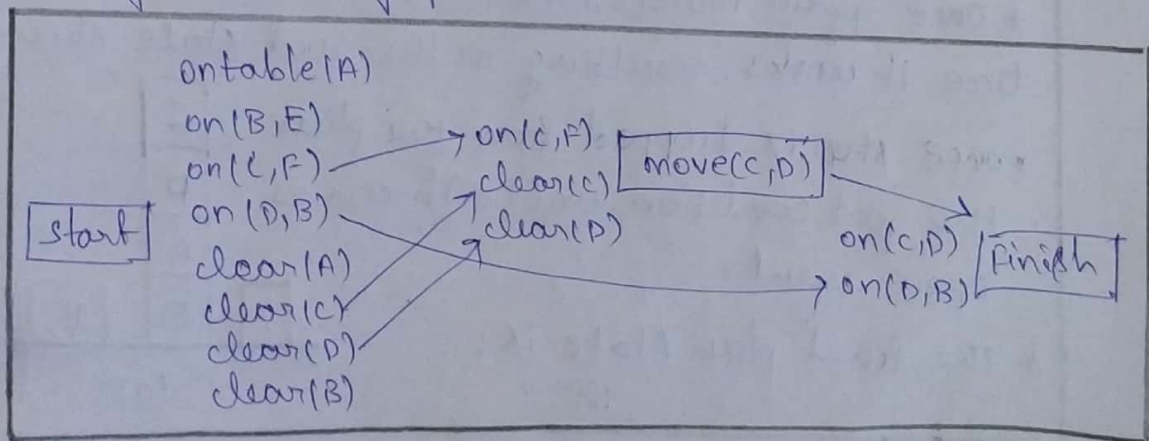 ontable(A)
on(B,E)
on(C,F)
on(D,B)
clear(A)
clear(C)
clear(D)
clear(B)
start
on(C,F)
clear(C)
clear(D)
move(C,D)
on(C,D)
on(D,B)
Finish